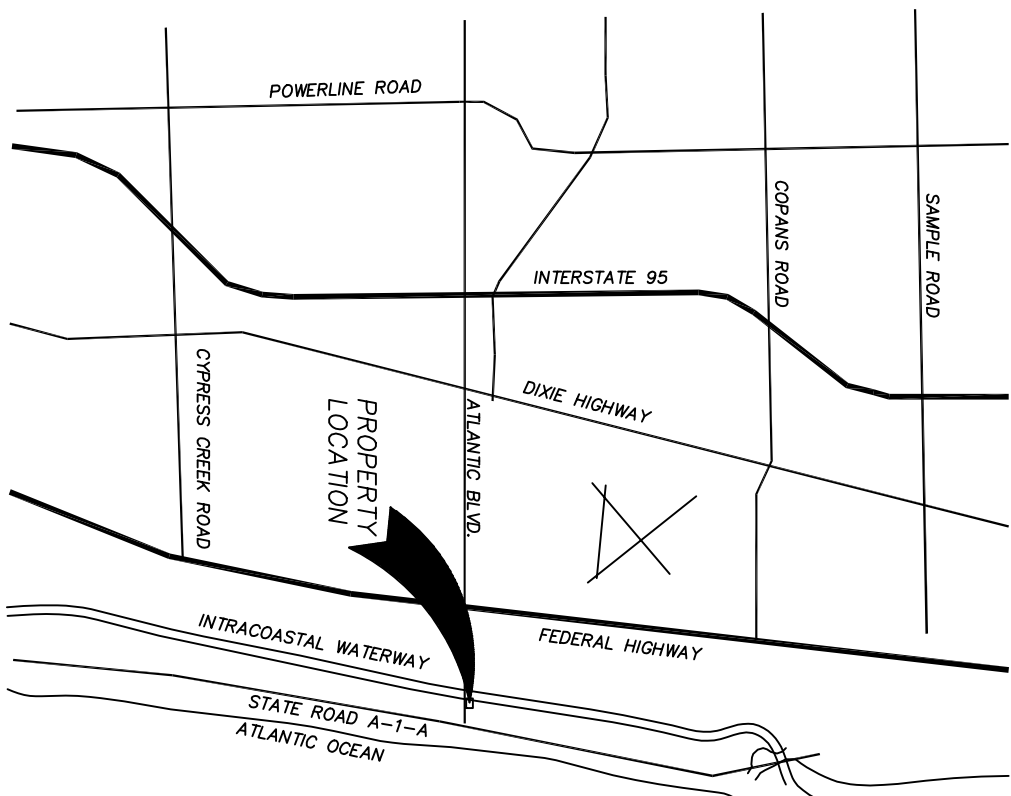 POWERLINE ROAD
COPANS ROAD
SAMPLE ROAD
INTERSTATE 95
CYPRESS CREEK ROAD
DIXIE HIGHWAY
PROPERTY
LOCATION
ATLANTIC BLVD.
INTRACOASTAL WATERWAY
FEDERAL HIGHWAY
STATE ROAD A-1-A
ATLANTIC OCEAN